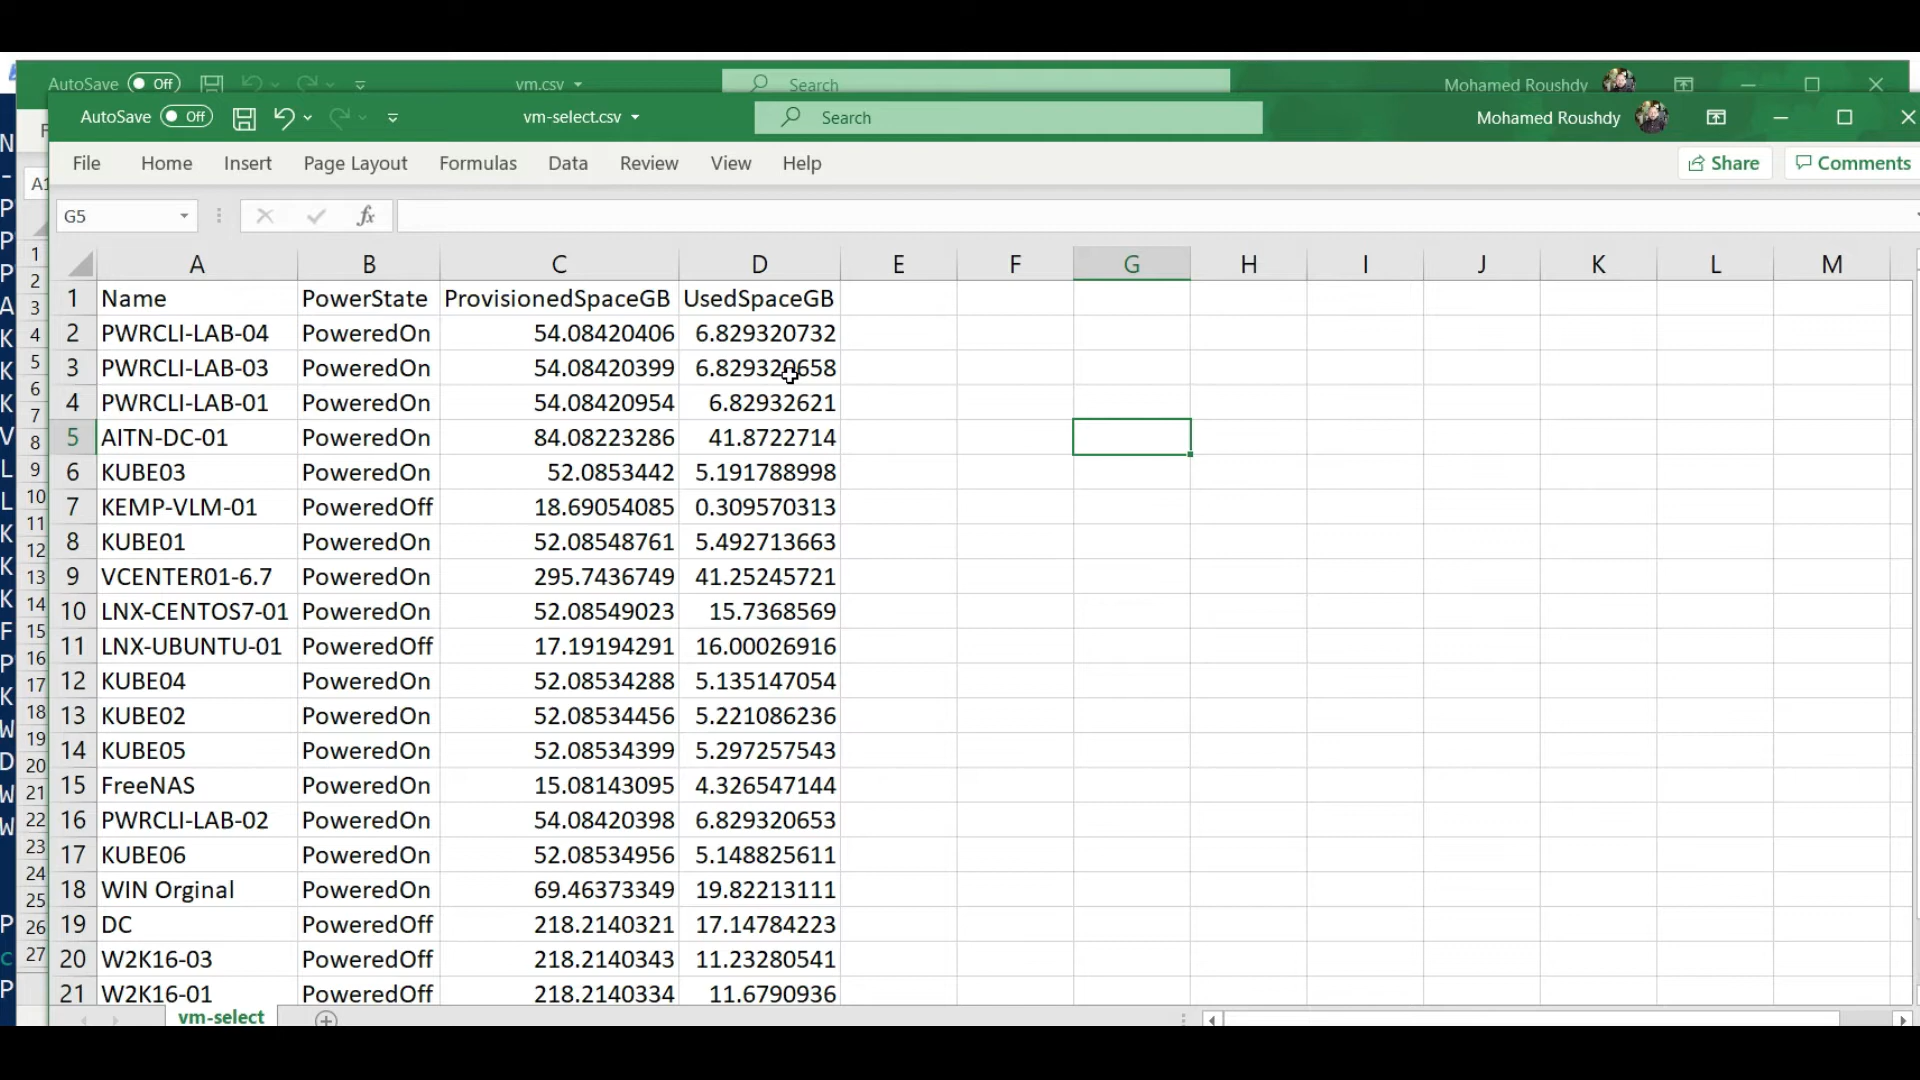 AutoSave Off vm.csv Search Mohamed Roushdy
AutoSave Off vm-select.csv Search Mohamed Roushdy
File Home Insert Page Layout Formulas Data Review View Help Share Comments
G5 fx
A B C D E F G H I J K L M
1 Name PowerState ProvisionedSpaceGB UsedSpaceGB
2 PWRCLI-LAB-04 PoweredOn 54.08420406 6.829320732
3 PWRCLI-LAB-03 PoweredOn 54.08420399 6.829320658
4 PWRCLI-LAB-01 PoweredOn 54.08420954 6.82932621
5 AITN-DC-01 PoweredOn 84.08223286 41.8722714
6 KUBE03 PoweredOn 52.0853442 5.191788998
7 KEMP-VLM-01 PoweredOff 18.69054085 0.309570313
8 KUBE01 PoweredOn 52.08548761 5.492713663
9 VCENTER01-6.7 PoweredOn 295.7436749 41.25245721
10 LNX-CENTOS7-01 PoweredOn 52.08549023 15.7368569
11 LNX-UBUNTU-01 PoweredOff 17.19194291 16.00026916
12 KUBE04 PoweredOn 52.08534288 5.135147054
13 KUBE02 PoweredOn 52.08534456 5.221086236
14 KUBE05 PoweredOn 52.08534399 5.297257543
15 FreeNAS PoweredOn 15.08143095 4.326547144
16 PWRCLI-LAB-02 PoweredOn 54.08420398 6.829320653
17 KUBE06 PoweredOn 52.08534956 5.148825611
18 WIN Orginal PoweredOn 69.46373349 19.82213111
19 DC PoweredOff 218.2140321 17.14784223
20 W2K16-03 PoweredOff 218.2140343 11.23280541
21 W2K16-01 PoweredOff 218.2140334 11.6790936
vm-select